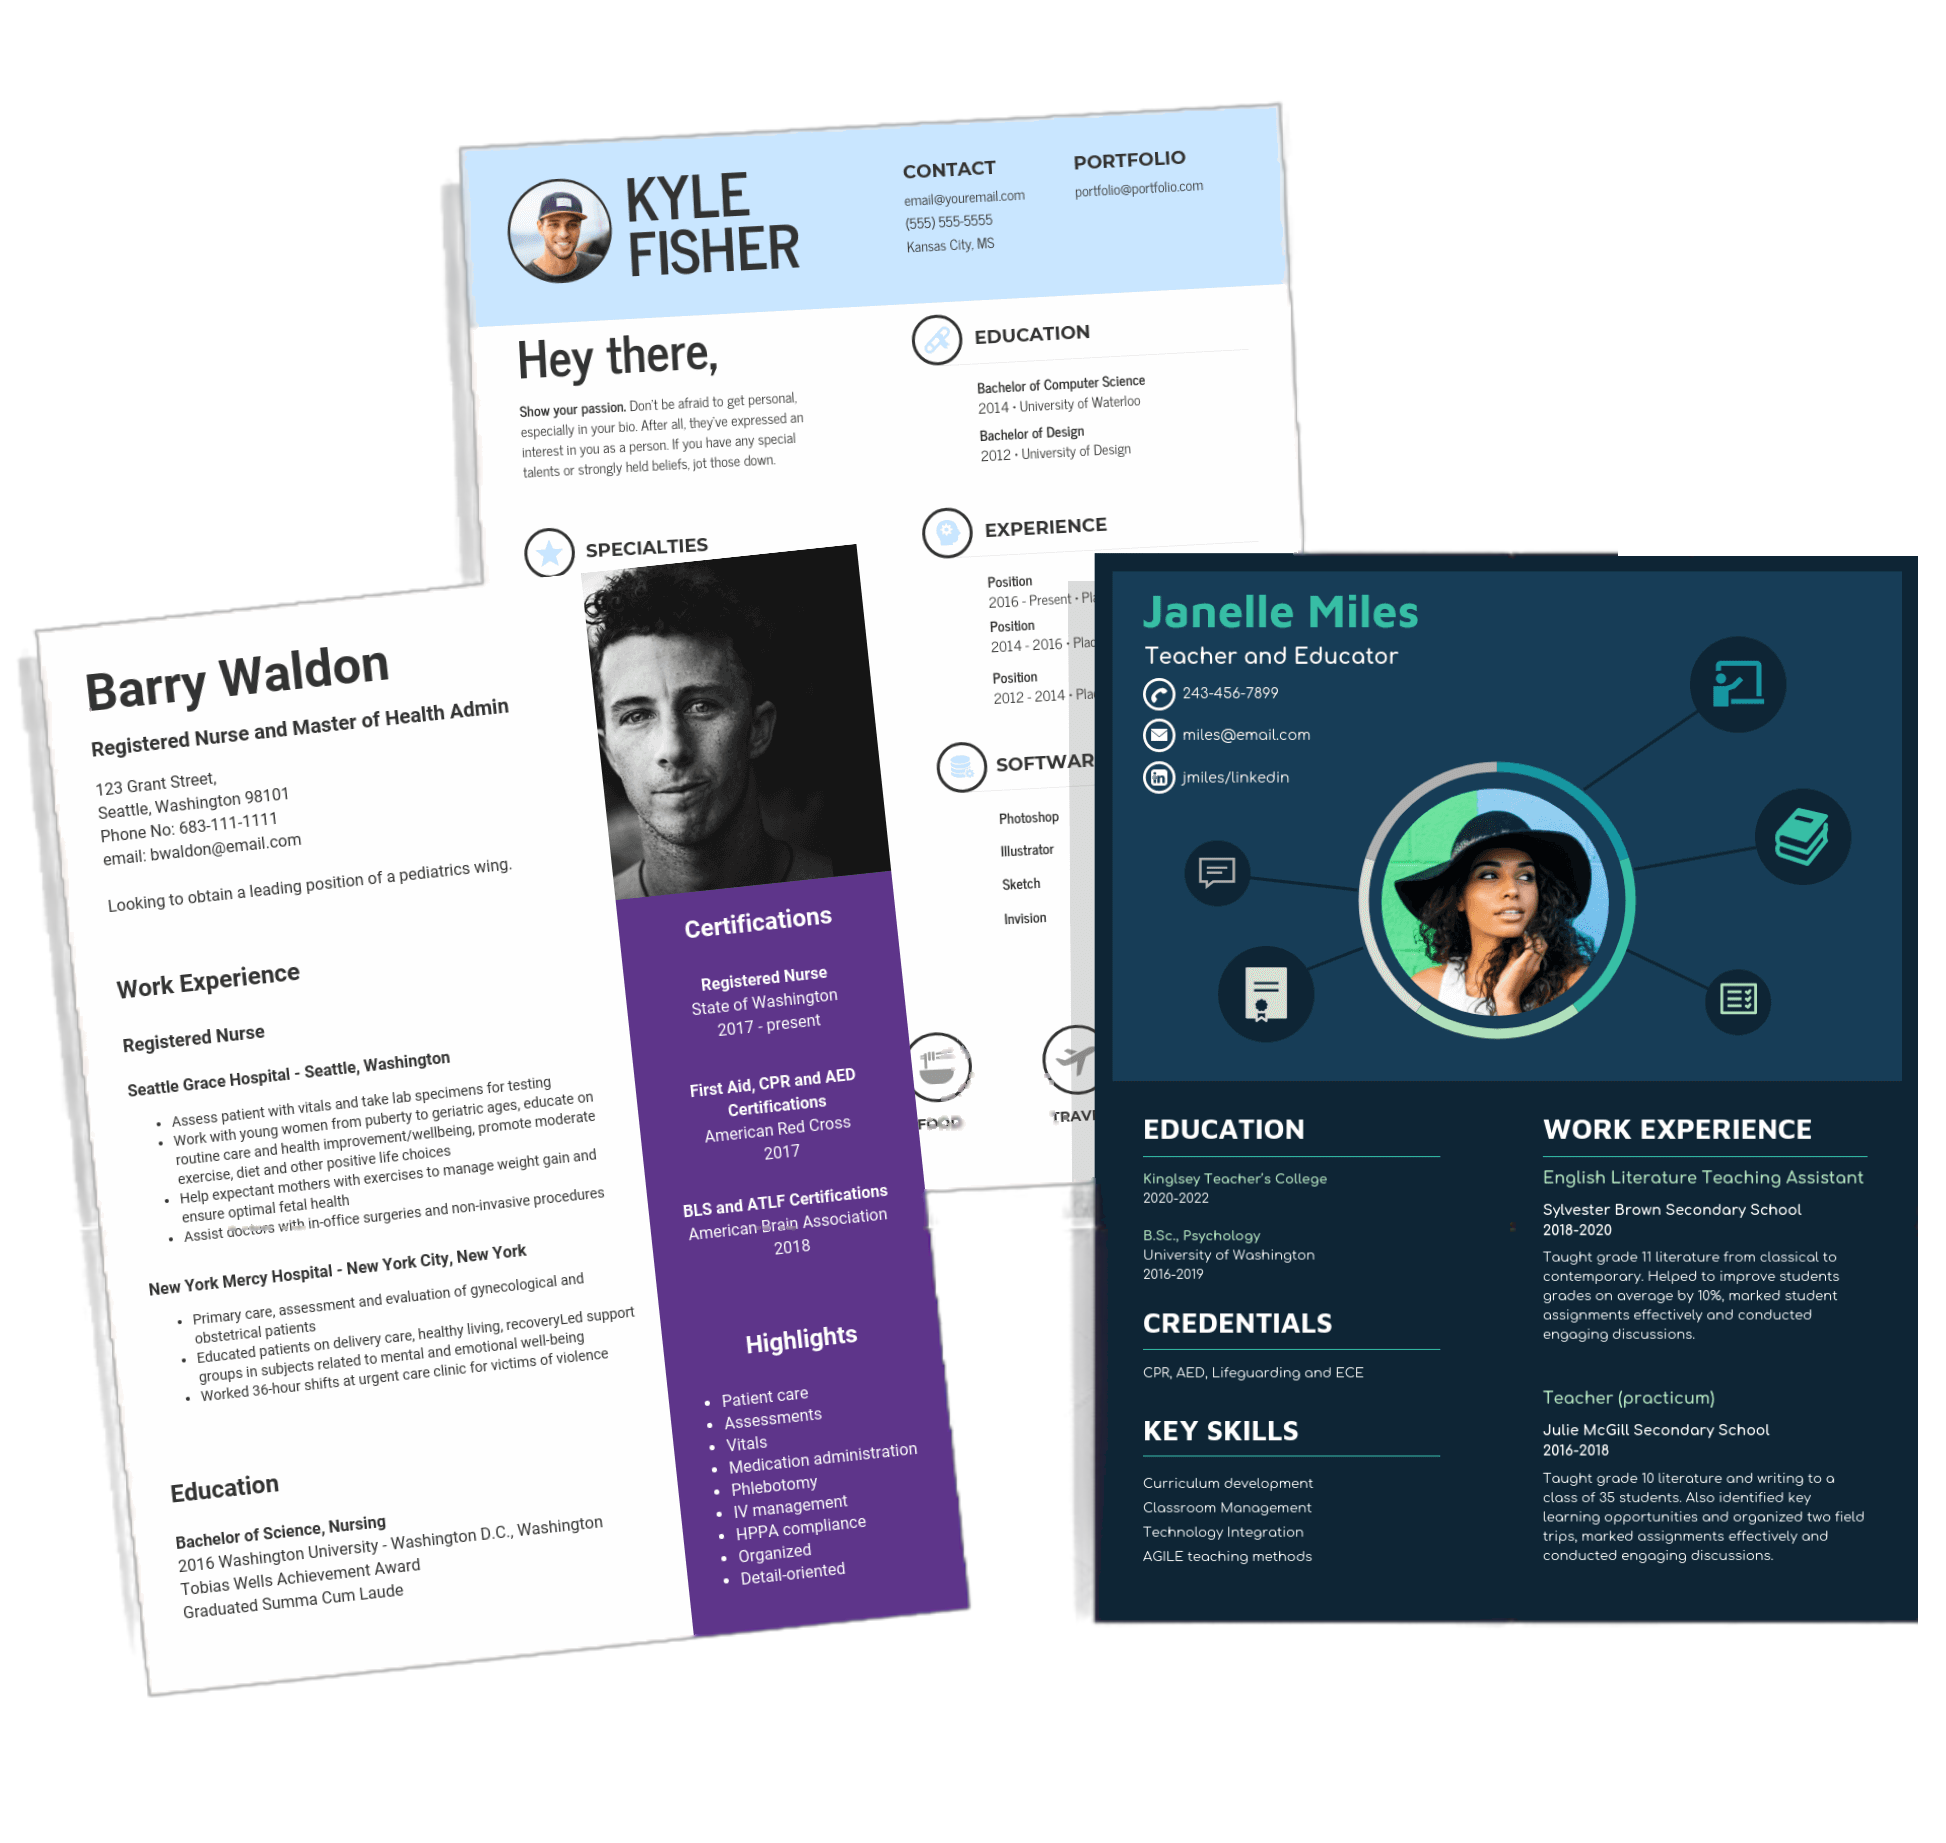 KYLE
FISHER
CONTACT
email@youremail.com
(555) 555-5555
Kansas City, MS
PORTFOLIO
portfolio@portfolio.com
Hey there,
Show your passion. Don't be afraid to get personal,
especially in your bio. After all, they've expressed an
interest in you as a person. If you have any special
talents or strongly held beliefs, jot those down.
SPECIALTIES
EDUCATION
Bachelor of Computer Science
2014 • University of Waterloo
Bachelor of Design
2012 • University of Design
EXPERIENCE
Position
2016 - Present •
Position
2014 - 2016 •
Position
2012 - 2014 •
SOFTWAR
Photoshop
Illustrator
Sketch
Invision
FOOD
TRAV
Barry Waldon
Registered Nurse and Master of Health Admin
123 Grant Street,
Seattle, Washington 98101
Phone No: 683-111-1111
email: bwaldon@email.com
Looking to obtain a leading position of a pediatrics wing.
Work Experience
Registered Nurse
Seattle Grace Hospital - Seattle, Washington
• Assess patient with vitals and take lab specimens for testing
• Work with young women from puberty to geriatric ages, educate on
routine care and health improvement/wellbeing, promote moderate
exercise, diet and other positive life choices
• Help expectant mothers with exercises to manage weight gain and
ensure optimal fetal health
• Assist doctors with in-office surgeries and non-invasive procedures
New York Mercy Hospital - New York City, New York
• Primary care, assessment and evaluation of gynecological and
obstetrical patients
• Educated patients on delivery care, healthy living, recoveryLed support
groups in subjects related to mental and emotional well-being
• Worked 36-hour shifts at urgent care clinic for victims of violence
Education
Bachelor of Science, Nursing
2016 Washington University - Washington D.C., Washington
Tobias Wells Achievement Award
Graduated Summa Cum Laude
Certifications
Registered Nurse
State of Washington
2017 - present
First Aid, CPR and AED
Certifications
American Red Cross
2017
BLS and ATLF Certifications
American Brain Association
2018
Highlights
• Patient care
• Assessments
• Vitals
• Medication administration
• Phlebotomy
• IV management
• HPPA compliance
• Organized
• Detail-oriented
Janelle Miles
Teacher and Educator
243-456-7899
miles@email.com
in jmiles/linkedin
EDUCATION
Kinglsey Teacher's College
2020-2022
B.Sc., Psychology
University of Washington
2016-2019
CREDENTIALS
CPR, AED, Lifeguarding and ECE
KEY SKILLS
Curriculum development
Classroom Management
Technology Integration
AGILE teaching methods
WORK EXPERIENCE
English Literature Teaching Assistant
Sylvester Brown Secondary School
2018-2020
Taught grade 11 literature from classical to
contemporary. Helped to improve students
grades on average by 10%, marked student
assignments effectively and conducted
engaging discussions.
Teacher (practicum)
Julie McGill Secondary School
2016-2018
Taught grade 10 literature and writing to a
class of 35 students. Also identified key
learning opportunities and organized two field
trips, marked assignments effectively and
conducted engaging discussions.